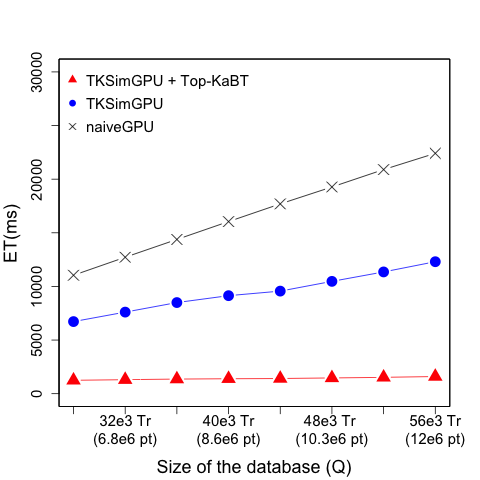 TKSimGPU + Top-KaBT
TKSimGPU
naiveGPU
ET(ms)
30000
20000
10000
5000
0
32e3 Tr
(6.8e6 pt)
40e3 Tr
(8.6e6 pt)
48e3 Tr
(10.3e6 pt)
56e3 Tr
(12e6 pt)
Size of the database (Q)